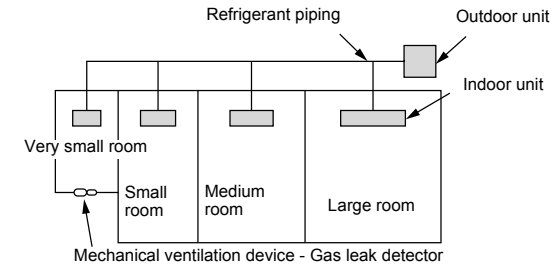 Refrigerant piping
Outdoor unit
Indoor unit
Very small room
Small
room
Medium
room
Large room
Mechanical ventilation device - Gas leak detector